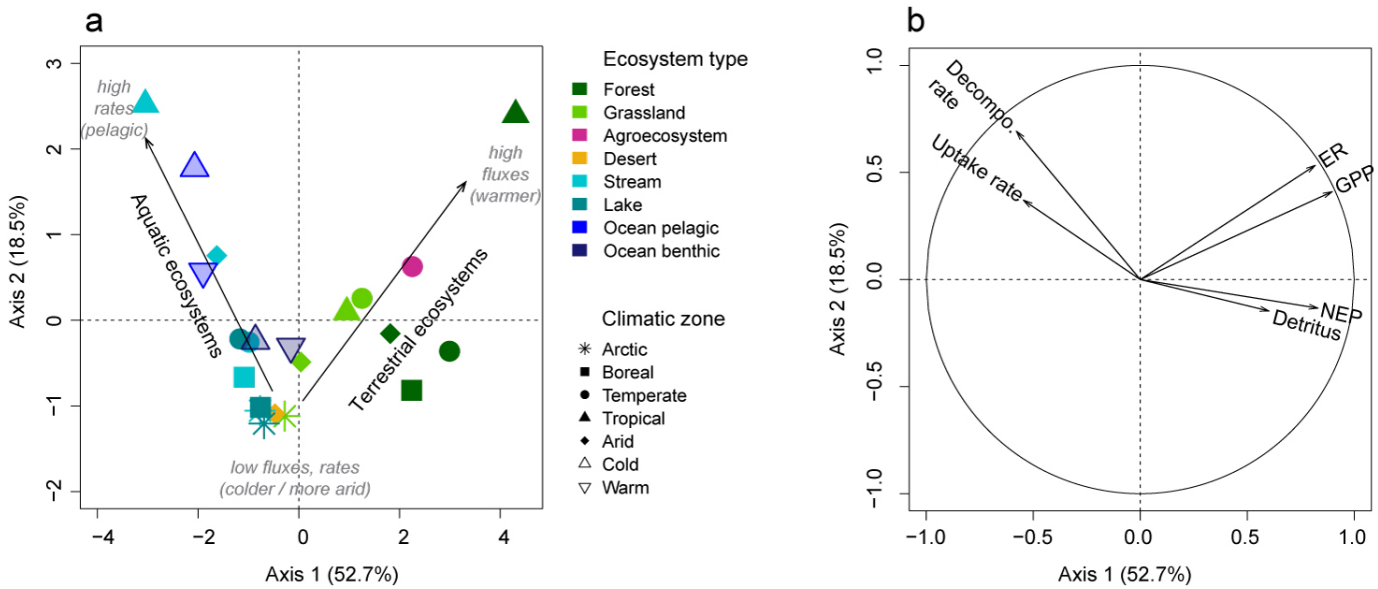 a
3
2
1
0
−1
−2
Axis 2 (18.5%)
high
rates
(pelagic)
high
fluxes
(warmer)
Aquatic ecosystems
Terrestrial ecosystems
low fluxes, rates
(colder / more arid)
−4
−2
0
2
4
Axis 1 (52.7%)
Ecosystem type
Forest
Grassland
Agroecosystem
Desert
Stream
Lake
Ocean pelagic
Ocean benthic
Climatic zone
Arctic
Boreal
Temperate
Tropical
Arid
Cold
Warm
b
1.0
0.5
0.0
−0.5
−1.0
Axis 2 (18.5%)
Decompo.
rate
Uptake rate
ER
GPP
NEP
Detritus
−1.0
−0.5
0.0
0.5
1.0
Axis 1 (52.7%)